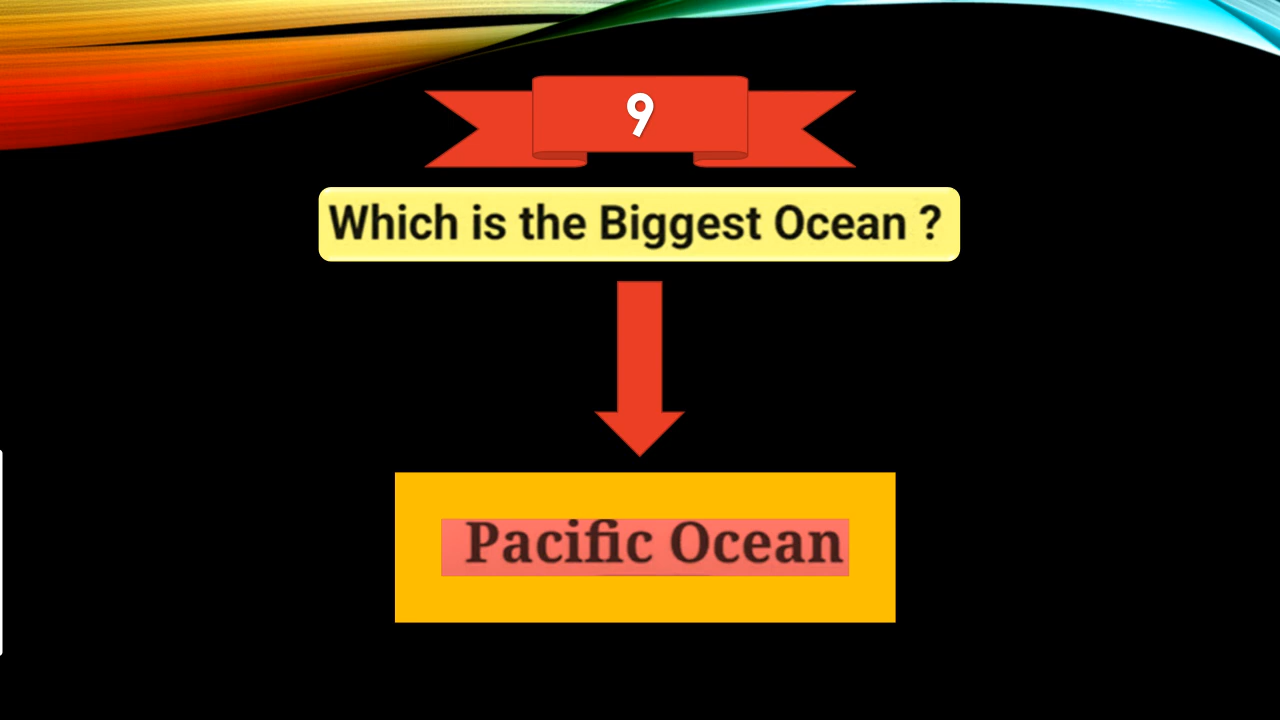 9
Which is the Biggest Ocean ?
Pacific Ocean